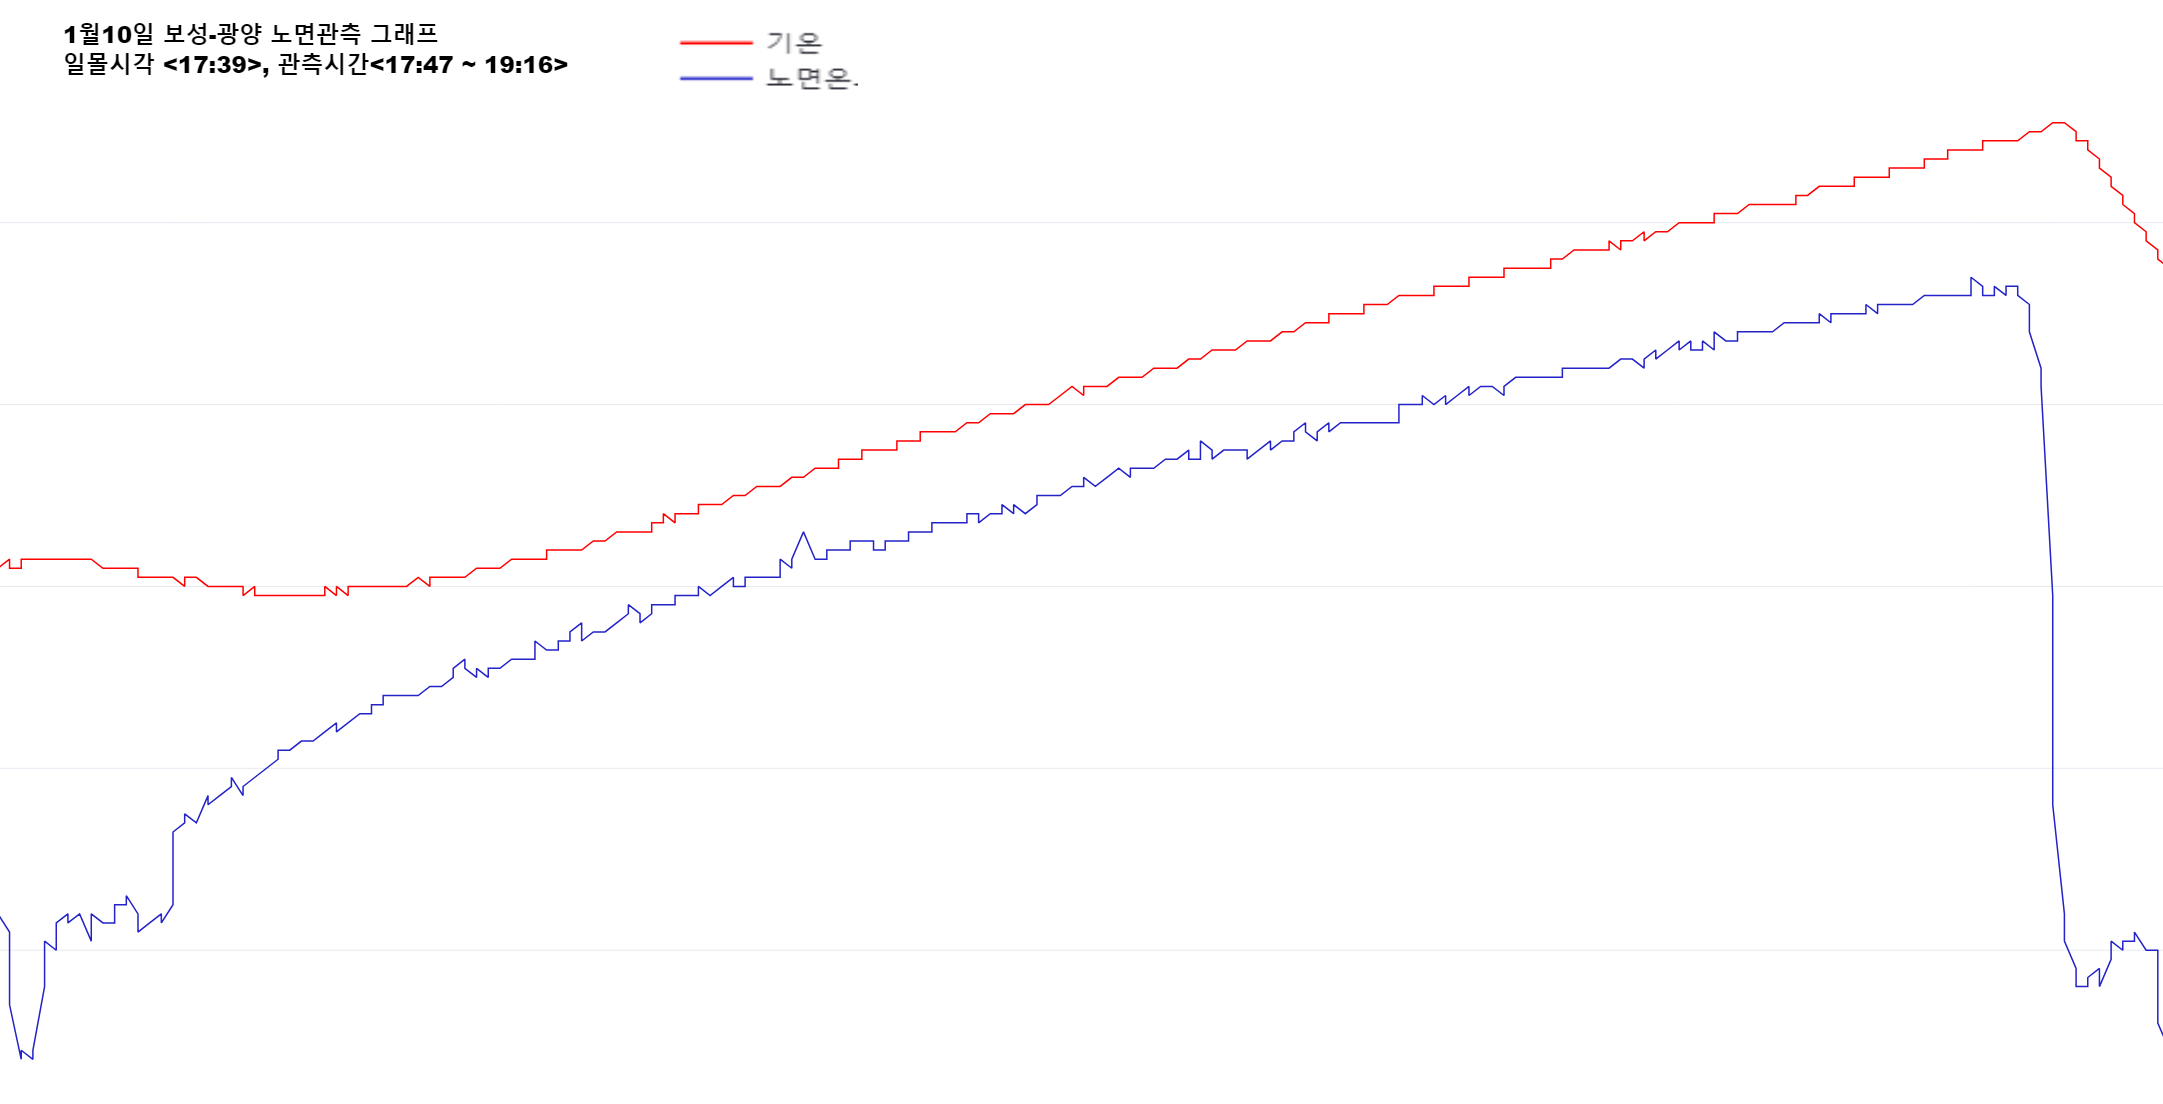 1월10일 보성-광양 노면관측 그래프
일몰시각 <17:39>, 관측시간<17:47 ~ 19:16>
기온
노면온.